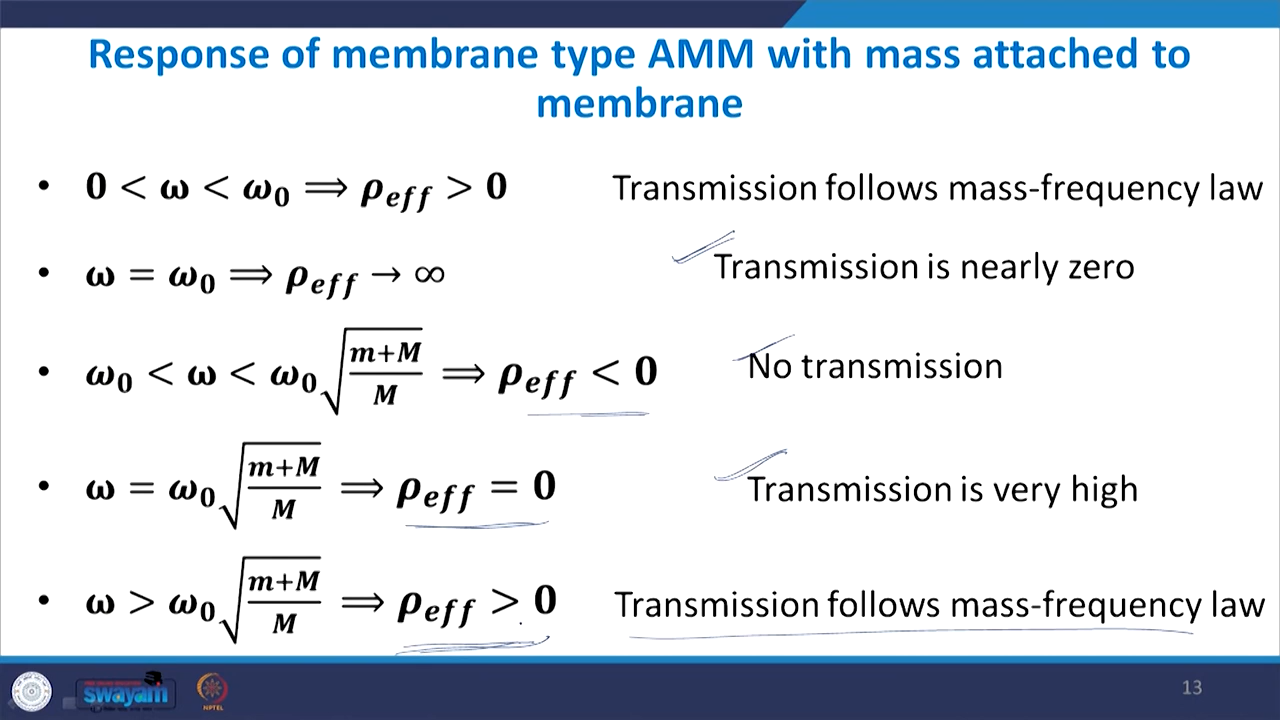 Response of membrane type AMM with mass attached to
membrane
• 0 < ω < ω₀ ⟹ ρ_eff > 0 Transmission follows mass-frequency law
• ω = ω₀ ⟹ ρ_eff → ∞ Transmission is nearly zero
• ω₀ < ω < ω₀√((m+M)/M) ⟹ ρ_eff < 0 No transmission
• ω = ω₀√((m+M)/M) ⟹ ρ_eff = 0 Transmission is very high
• ω > ω₀√((m+M)/M) ⟹ ρ_eff > 0 Transmission follows mass-frequency law
swayam
NPTEL
13